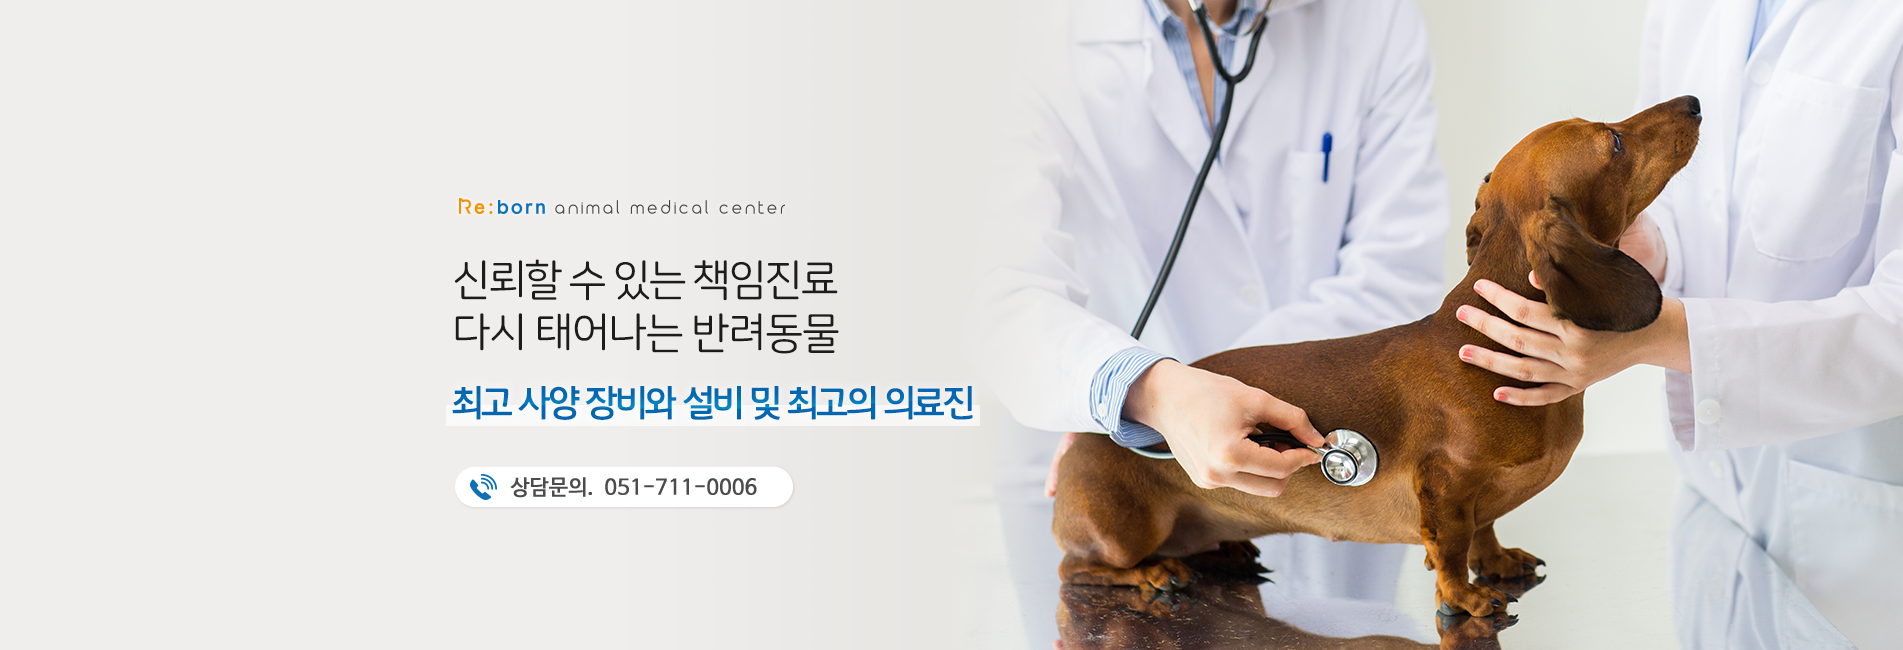 Re:born animal medical center
신뢰할 수 있는 책임진료
다시 태어나는 반려동물
최고 사양 장비와 설비 및 최고의 의료진
상담문의. 051-711-0006